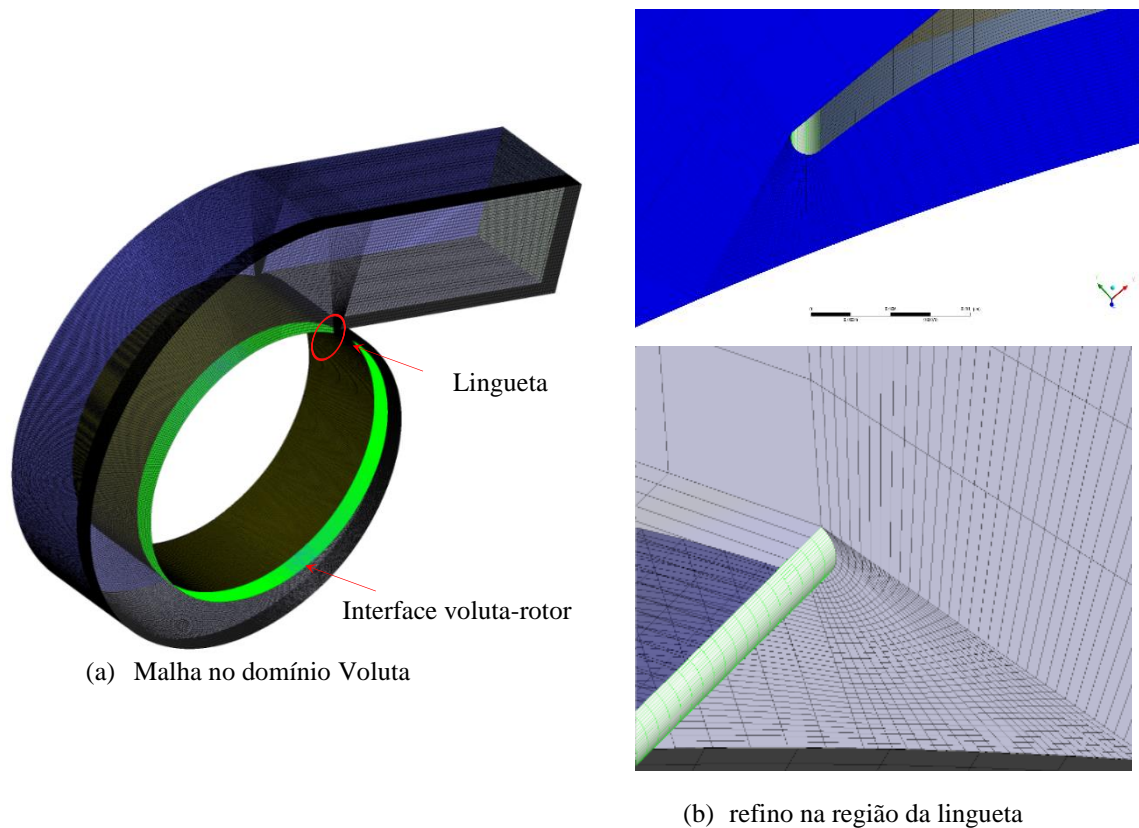 Lingueta
Interface voluta-rotor
(a) Malha no domínio Voluta
(b) refino na região da lingueta